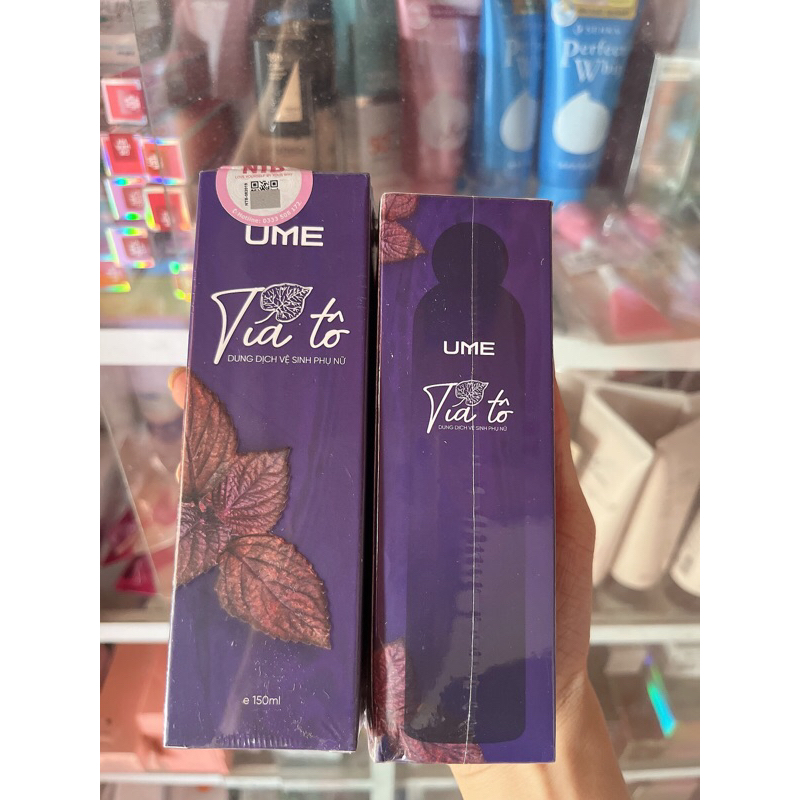 UME
Tía tô
DUNG DỊCH VỆ SINH PHỤ NỮ
e 150ml
UME
Tía tô
DUNG DỊCH VỆ SINH PHỤ NỮ
Perfect
Whip